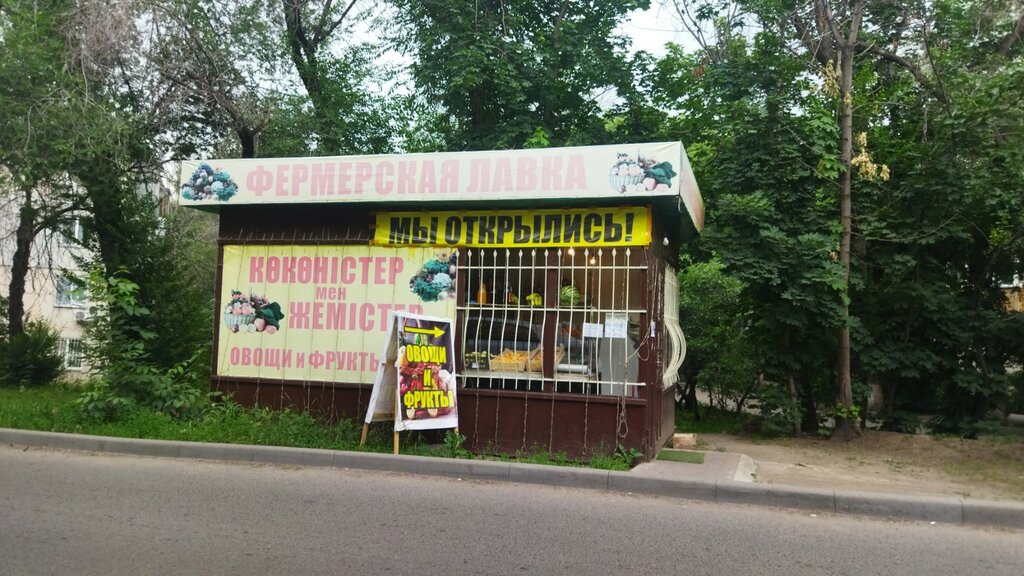 ФЕРМЕРСКАЯ ЛАВКА
МЫ ОТКРЫЛИСЬ!
КӨКӨНІСТЕР
мен
ЖЕМІСТЕР
ОВОЩИ и ФРУКТЫ
ОВОЩИ
И
ФРУКТЫ